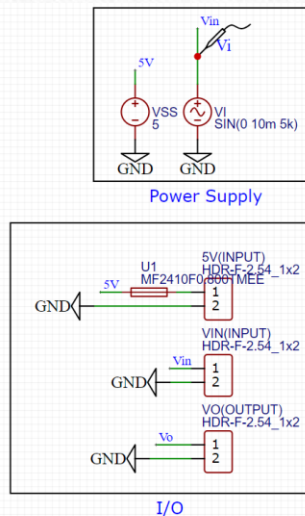 Vin
Vi
5V
+
-
VSS
5
+
-
VI
SIN(0 10m 5k)
GND
GND
Power Supply
5V(INPUT)
HDR-F-2.54_1x2
U1
MF2410F0.800TMEE
5V
1
2
GND
VIN(INPUT)
HDR-F-2.54_1x2
Vin
1
2
GND
VO(OUTPUT)
HDR-F-2.54_1x2
Vo
1
2
GND
I/O